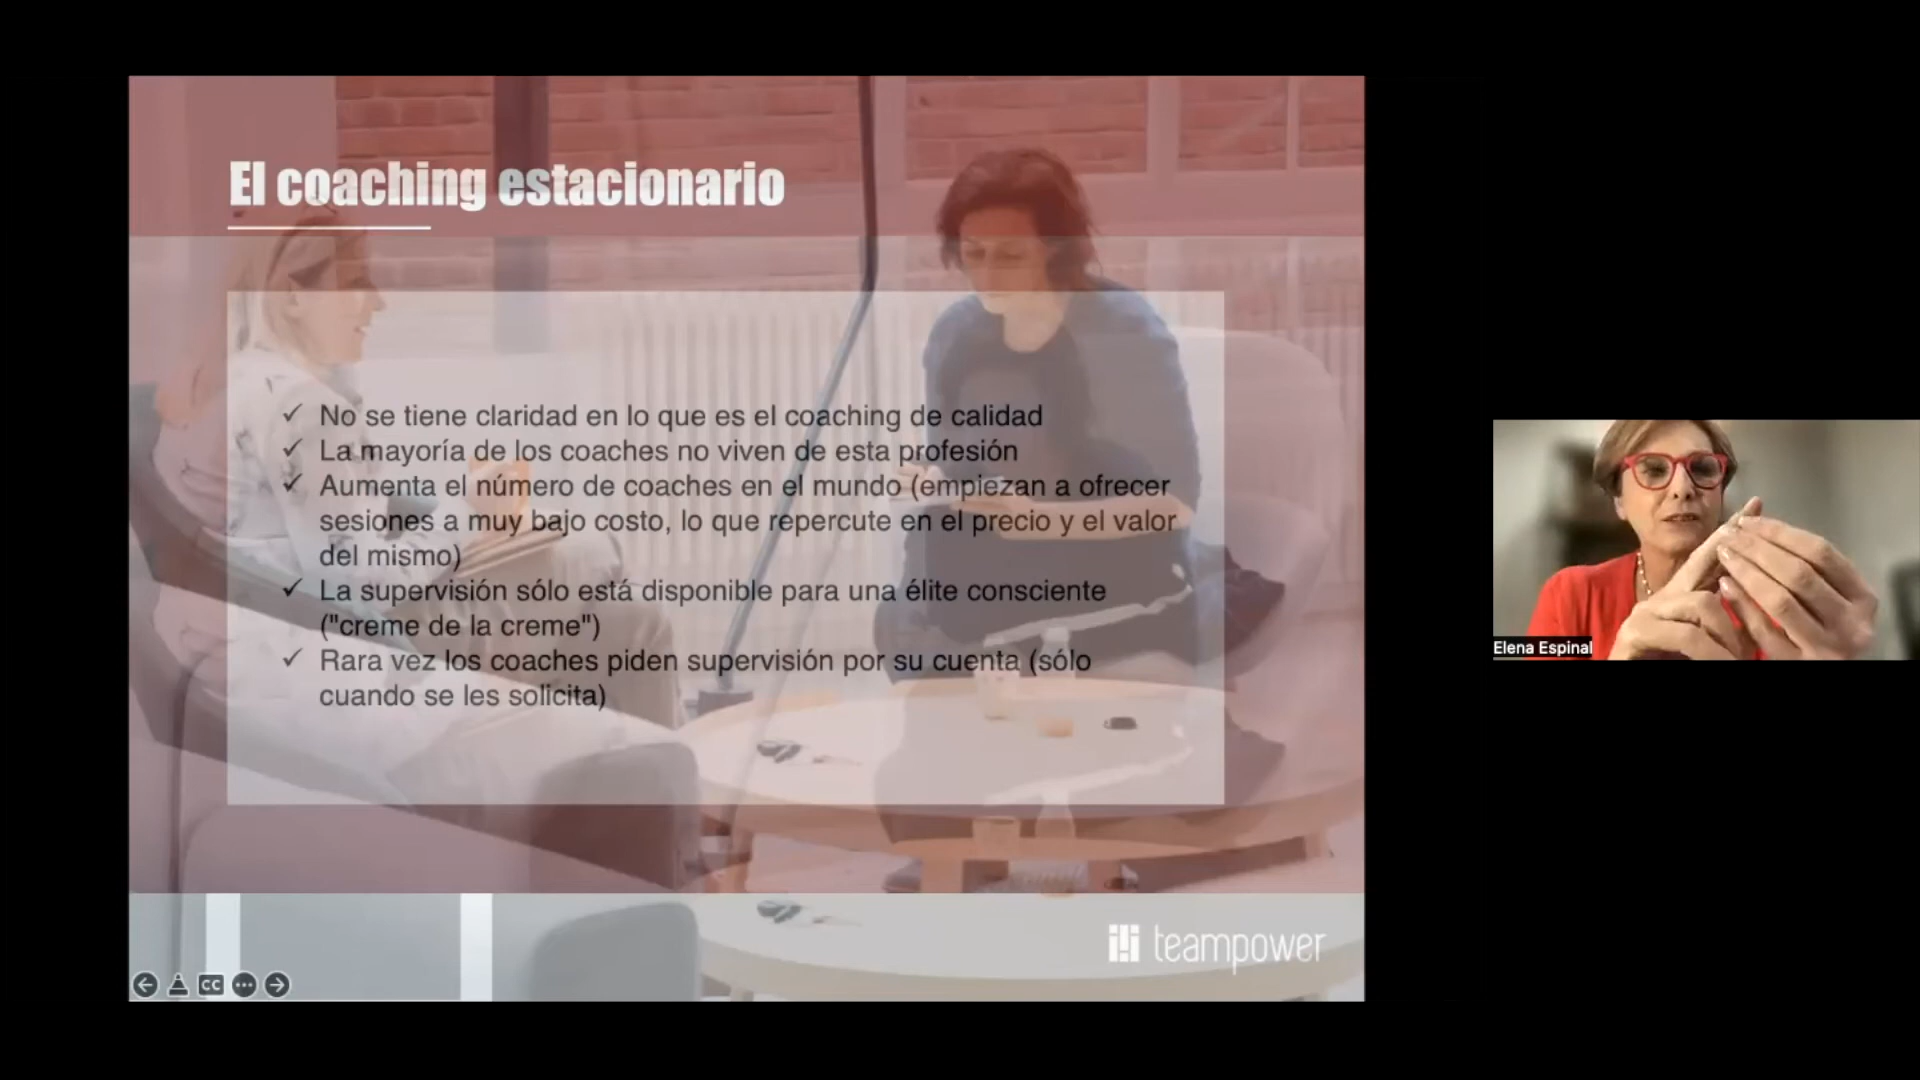 El coaching estacionario
✓ No se tiene claridad en lo que es el coaching de calidad
✓ La mayoría de los coaches no viven de esta profesión
✓ Aumenta el número de coaches en el mundo (empiezan a ofrecer
sesiones a muy bajo costo, lo que repercute en el precio y el valor
del mismo)
✓ La supervisión sólo está disponible para una élite consciente
("creme de la creme")
✓ Rara vez los coaches piden supervisión por su cuenta (sólo
cuando se les solicita)
teampower
CC
Elena Espinal